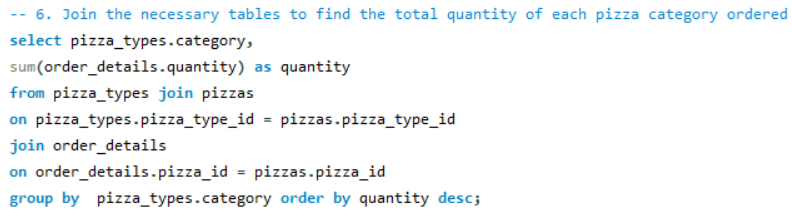 -- 6. Join the necessary tables to find the total quantity of each pizza category ordered
select pizza_types.category,
sum(order_details.quantity) as quantity
from pizza_types join pizzas
on pizza_types.pizza_type_id = pizzas.pizza_type_id
join order_details
on order_details.pizza_id = pizzas.pizza_id
group by  pizza_types.category order by quantity desc;